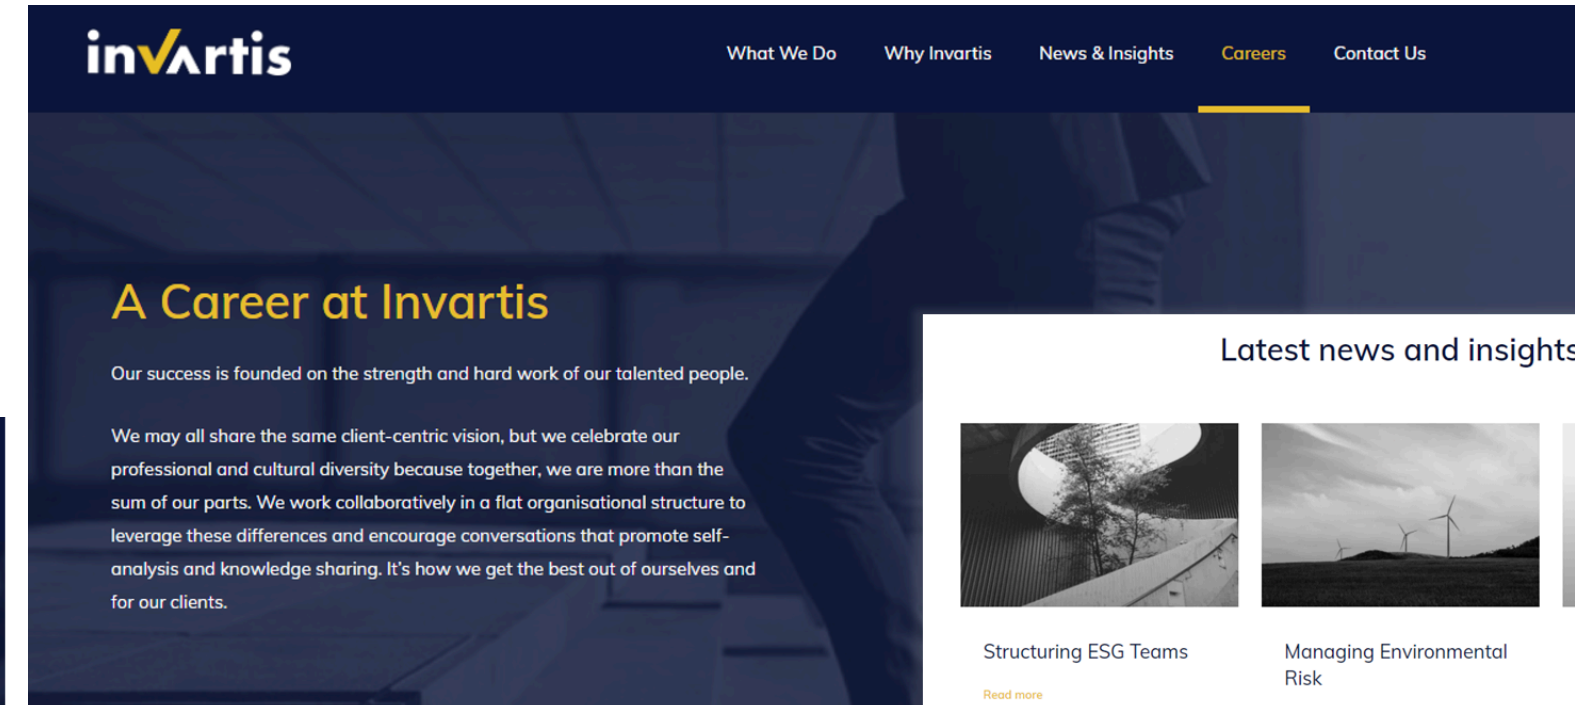 invartis
What We Do
Why Invartis
News & Insights
Careers
Contact Us
A Career at Invartis
Our success is founded on the strength and hard work of our talented people.
We may all share the same client-centric vision, but we celebrate our
professional and cultural diversity because together, we are more than the
sum of our parts. We work collaboratively in a flat organisational structure to
leverage these differences and encourage conversations that promote self-
analysis and knowledge sharing. It's how we get the best out of ourselves and
for our clients.
Latest news and insights
Structuring ESG Teams
Read more
Managing Environmental
Risk